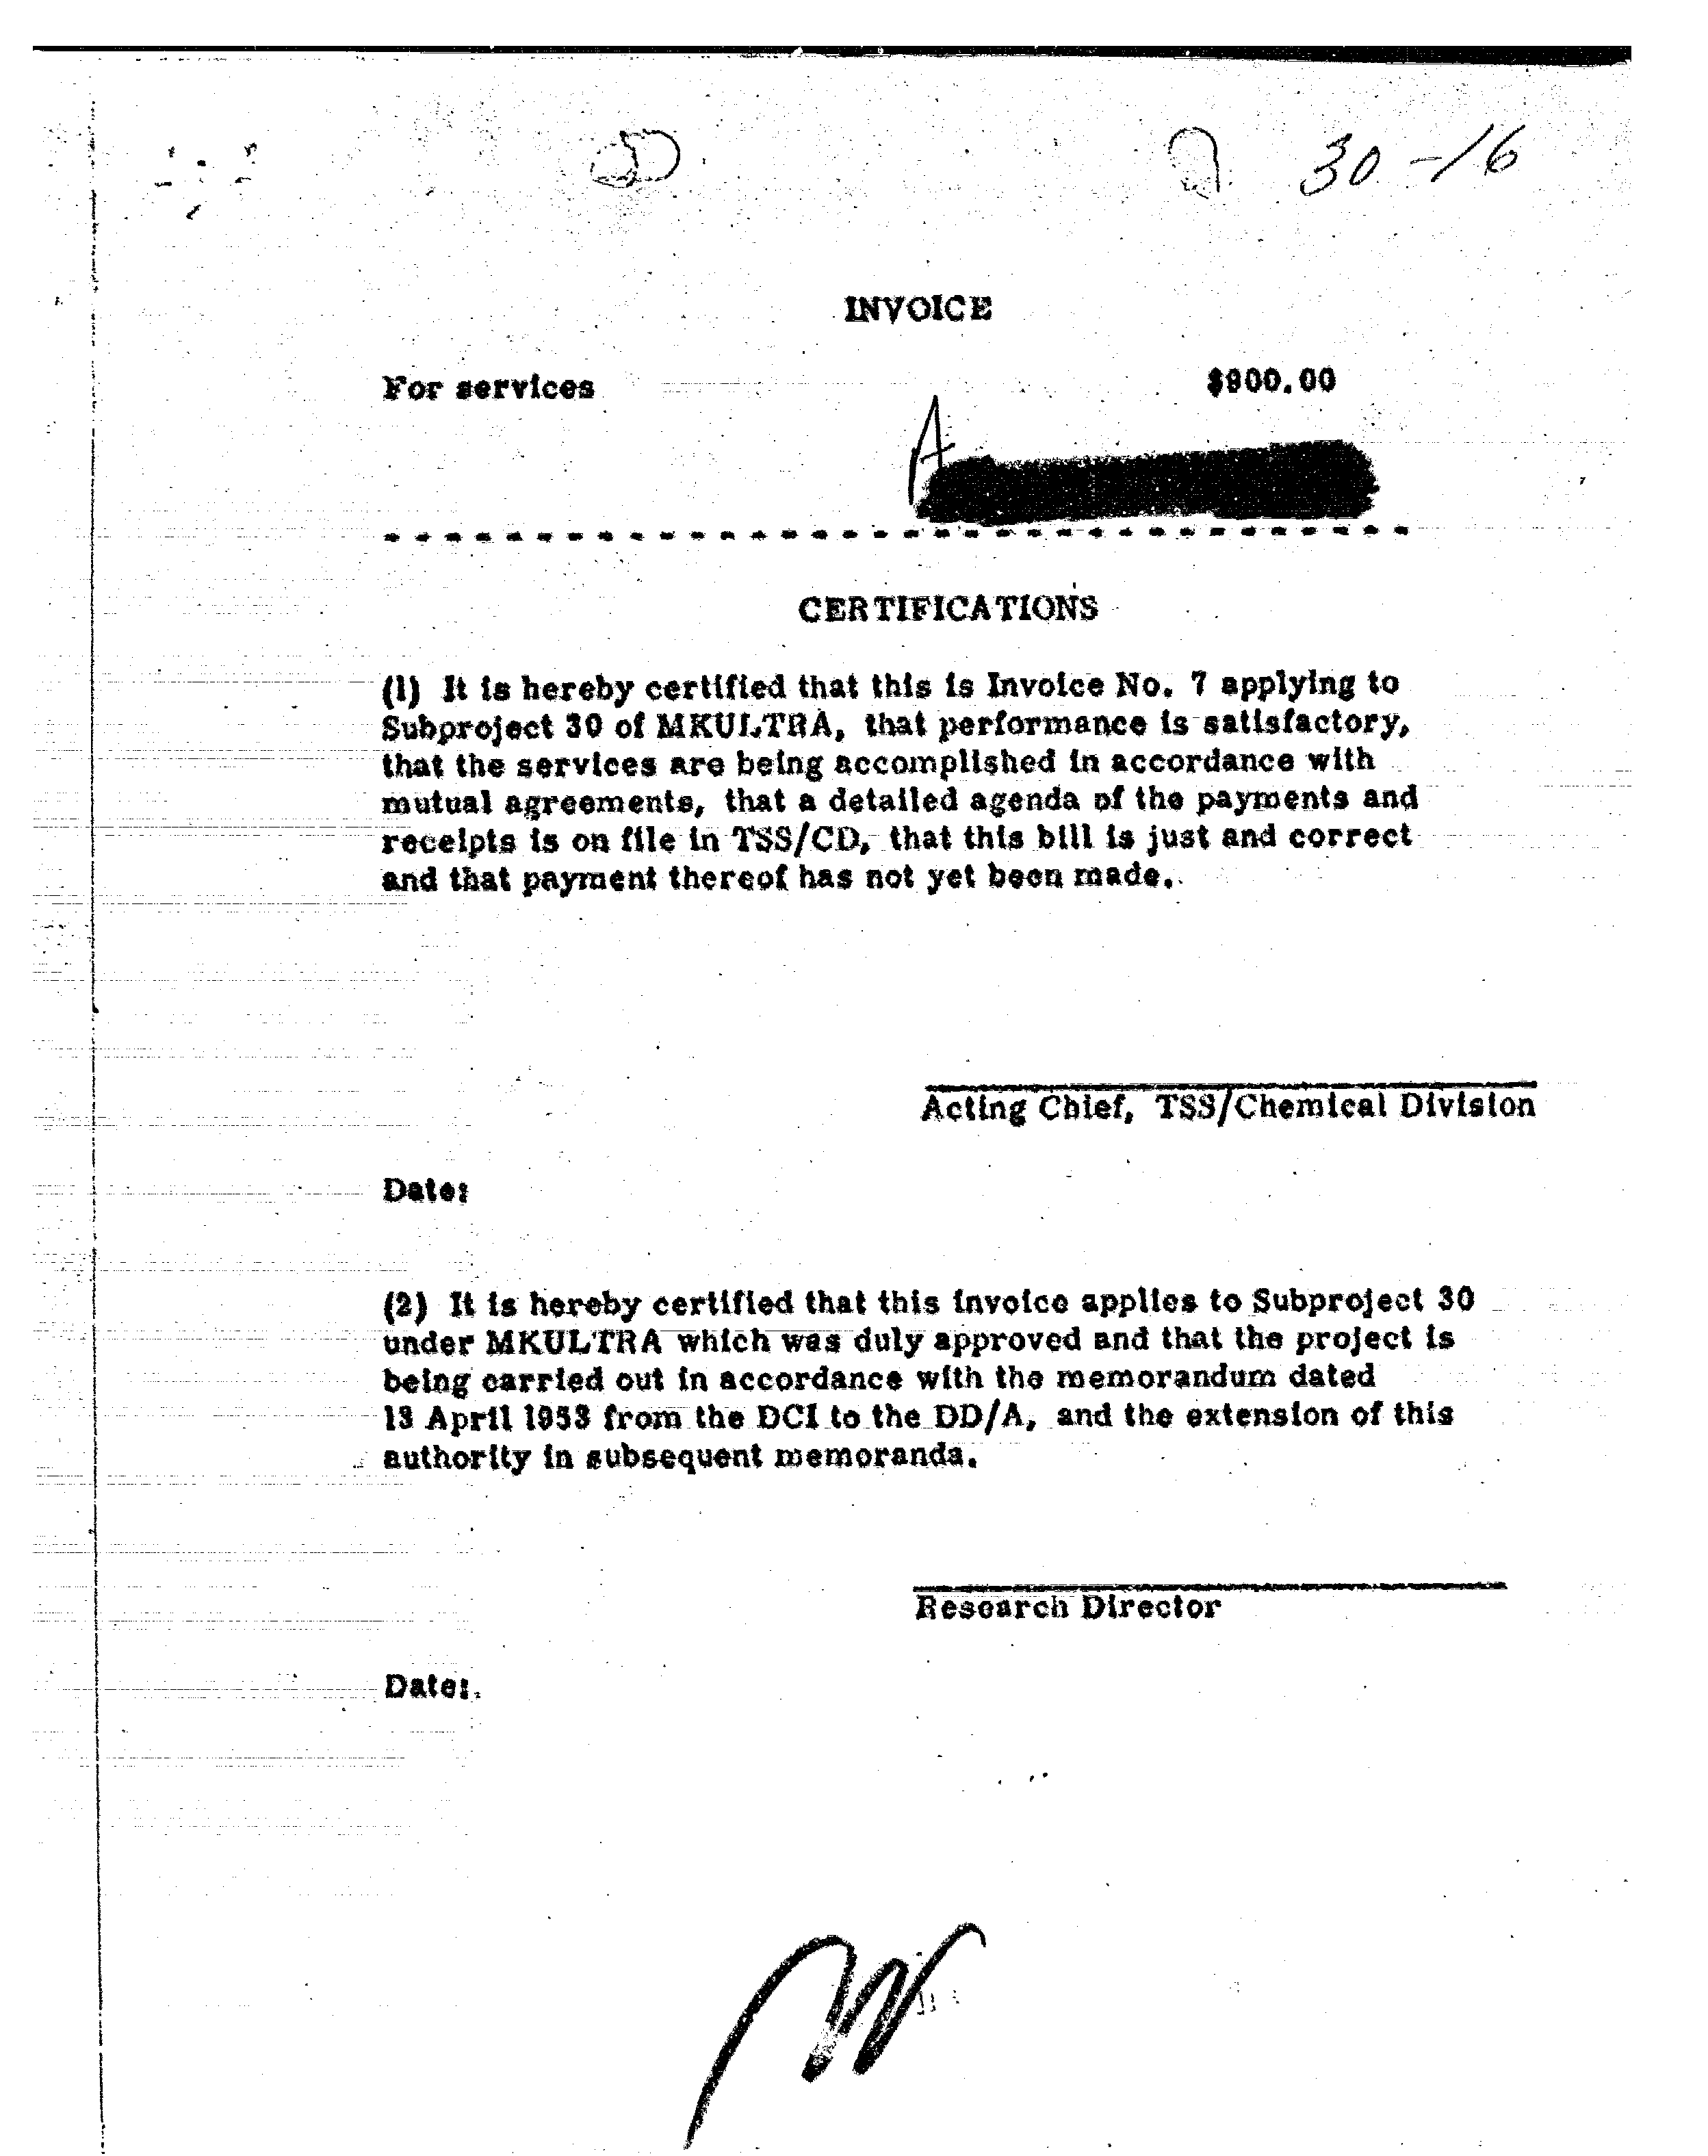 30-16
INVOICE
For services $900.00
A
CERTIFICATIONS
(1) It is hereby certified that this is Invoice No. 7 applying to
Subproject 30 of MKULTRA, that performance is satisfactory,
that the services are being accomplished in accordance with
mutual agreements, that a detailed agenda of the payments and
receipts is on file in TSS/CD, that this bill is just and correct
and that payment thereof has not yet been made.
Acting Chief, TSS/Chemical Division
Date:
(2) It is hereby certified that this invoice applies to Subproject 30
under MKULTRA which was duly approved and that the project is
being carried out in accordance with the memorandum dated
13 April 1953 from the DCI to the DD/A, and the extension of this
authority in subsequent memoranda.
Research Director
Date: